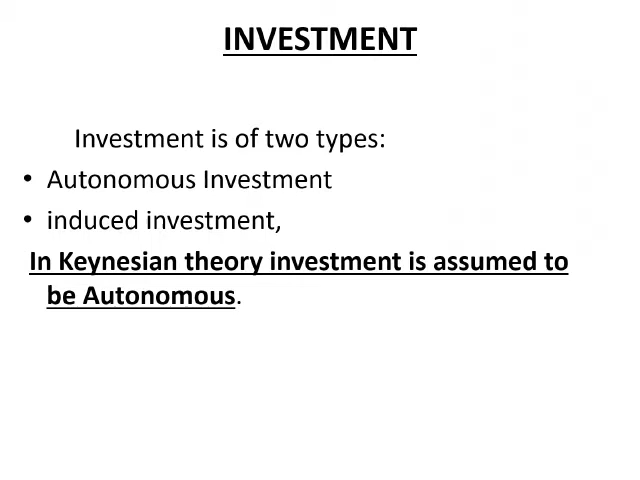 INVESTMENT
Investment is of two types:
• Autonomous Investment
• induced investment,
In Keynesian theory investment is assumed to
be Autonomous.